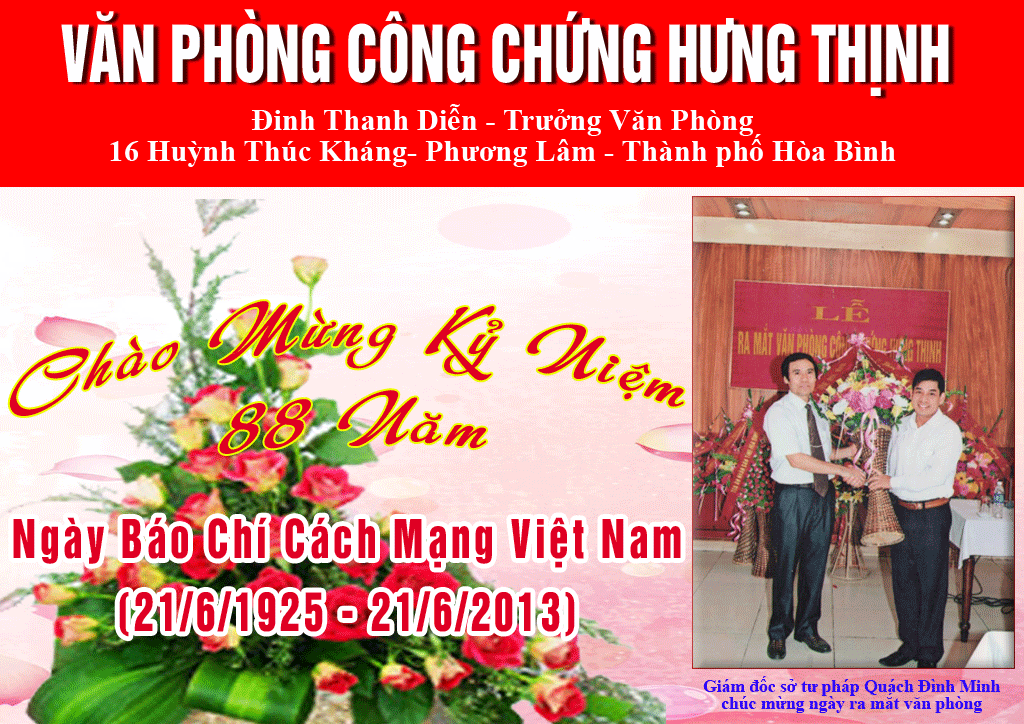 VĂN PHÒNG CÔNG CHỨNG HƯNG THỊNH
Đinh Thanh Diễn - Trưởng Văn Phòng
16 Huỳnh Thúc Kháng- Phương Lâm - Thành phố Hòa Bình
Chào Mừng Kỷ Niệm
88 Năm
Ngày Báo Chí Cách Mạng Việt Nam
(21/6/1925 - 21/6/2013)
LỄ
RA MẮT VĂN PHÒNG CÔNG HƯNG THỊNH
Giám đốc sở tư pháp Quách Đình Minh
chúc mừng ngày ra mắt văn phòng